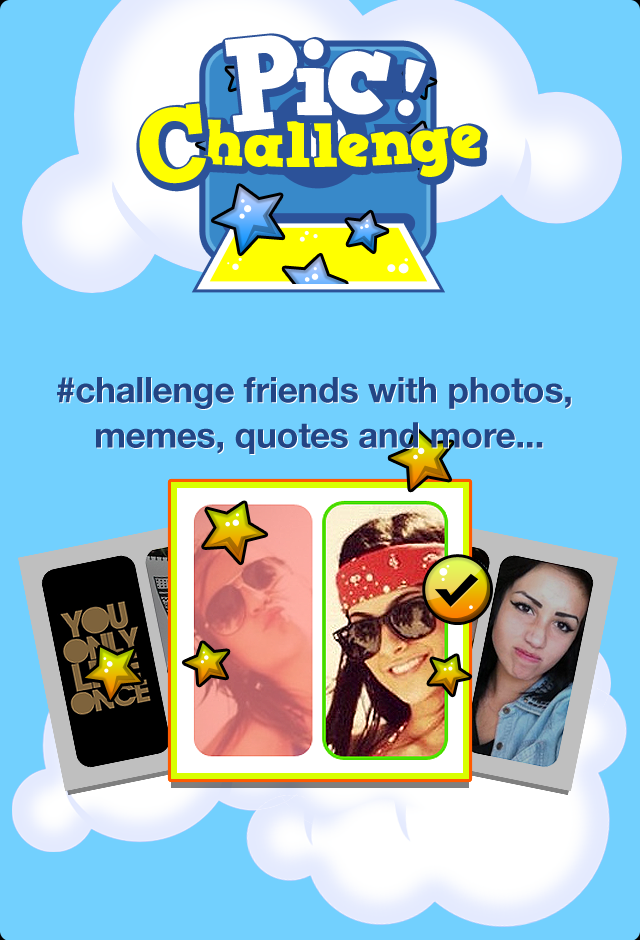 Pic!
Challenge
#challenge friends with photos,
memes, quotes and more...
YOU
ONLY
LIVE
ONCE